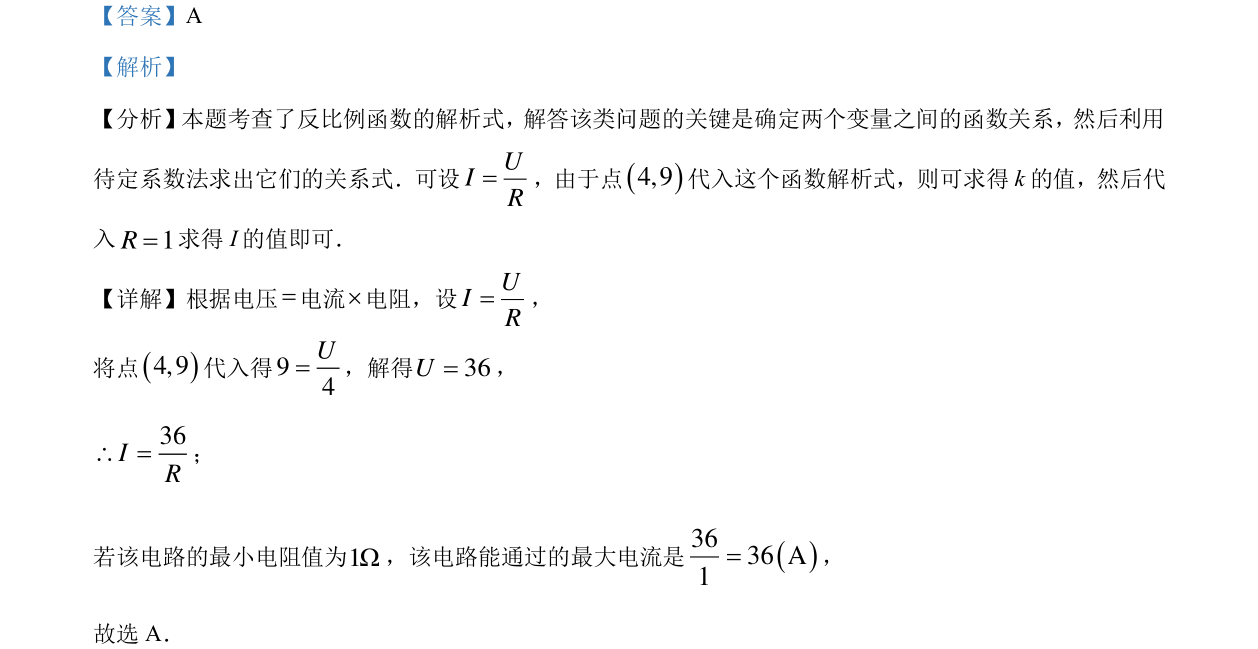 【答案】A
【解析】
【分析】本题考查了反比例函数的解析式，解答该类问题的关键是确定两个变量之间的函数关系，然后利用
待定系数法求出它们的关系式．可设 I = U/R ，由于点 (4,9) 代入这个函数解析式，则可求得 k 的值，然后代
入 R = 1 求得 I 的值即可．
【详解】根据电压 = 电流 × 电阻，设 I = U/R ，
将点 (4,9) 代入得 9 = U/4 ，解得 U = 36 ，
∴ I = 36/R ；
若该电路的最小电阻值为 1Ω ，该电路能通过的最大电流是 36/1 = 36(A) ，
故选 A．